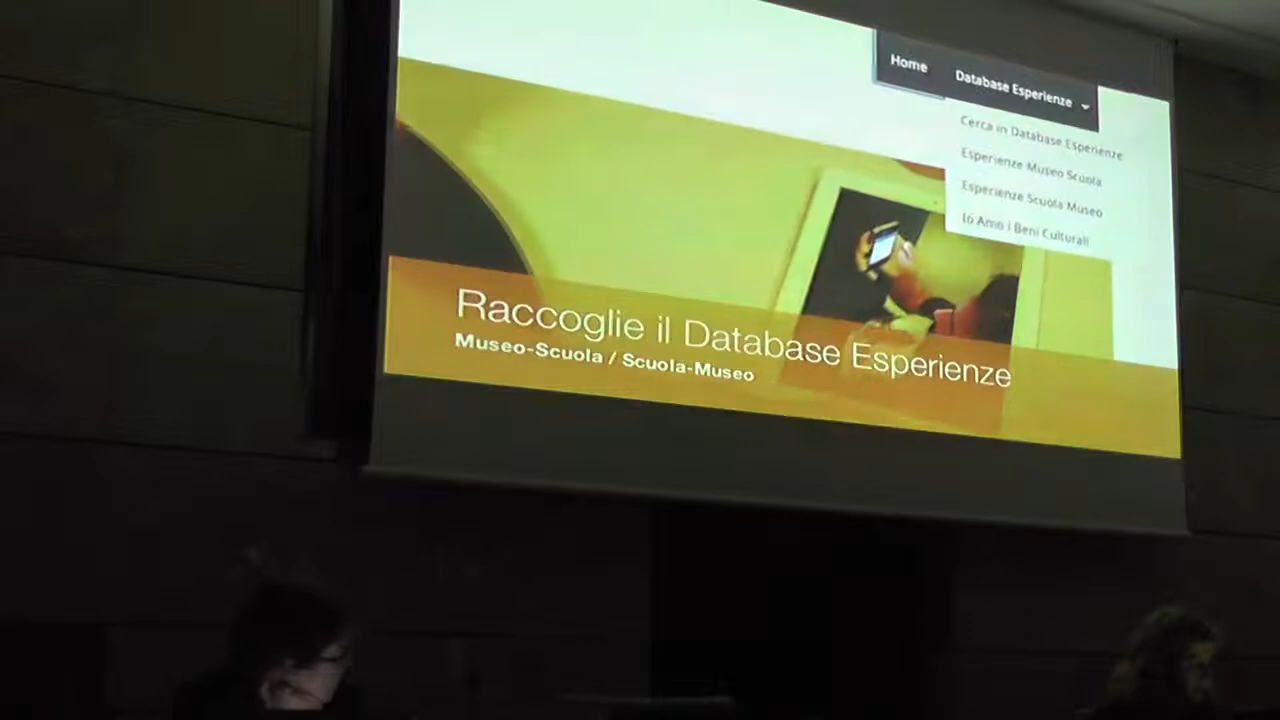 Home
Database Esperienze
Cerca in Database Esperienze
Esperienze Museo Scuola
Esperienze Scuola Museo
Io Amo i Beni Culturali
Raccoglie il Database Esperienze
Museo-Scuola / Scuola-Museo